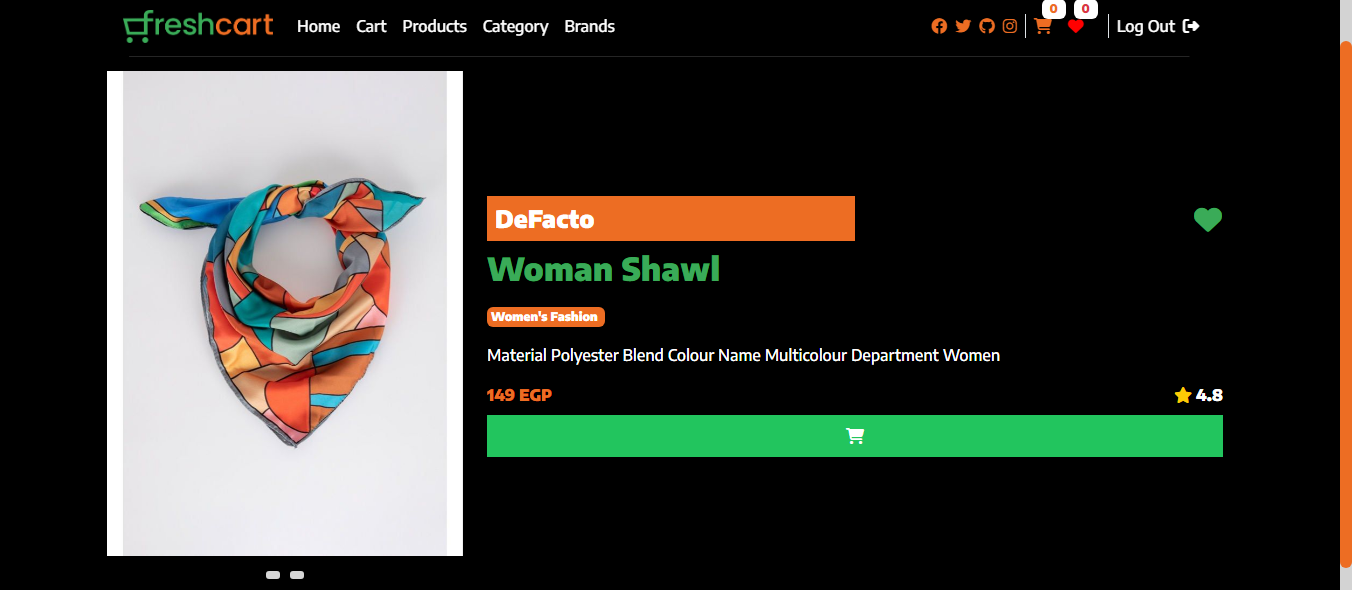 freshcart Home Cart Products Category Brands 0 0 Log Out
DeFacto
Woman Shawl
Women's Fashion
Material Polyester Blend Colour Name Multicolour Department Women
149 EGP 4.8